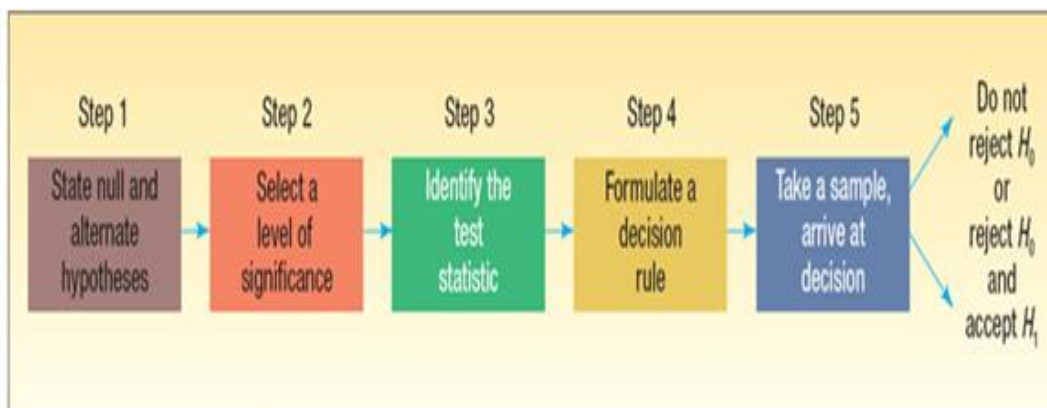 Step 1
State null and
alternate
hypotheses
Step 2
Select a
level of
significance
Step 3
Identify the
test
statistic
Step 4
Formulate a
decision
rule
Step 5
Take a sample,
arrive at
decision
Do not
reject H₀
or
reject H₀
and
accept H₁